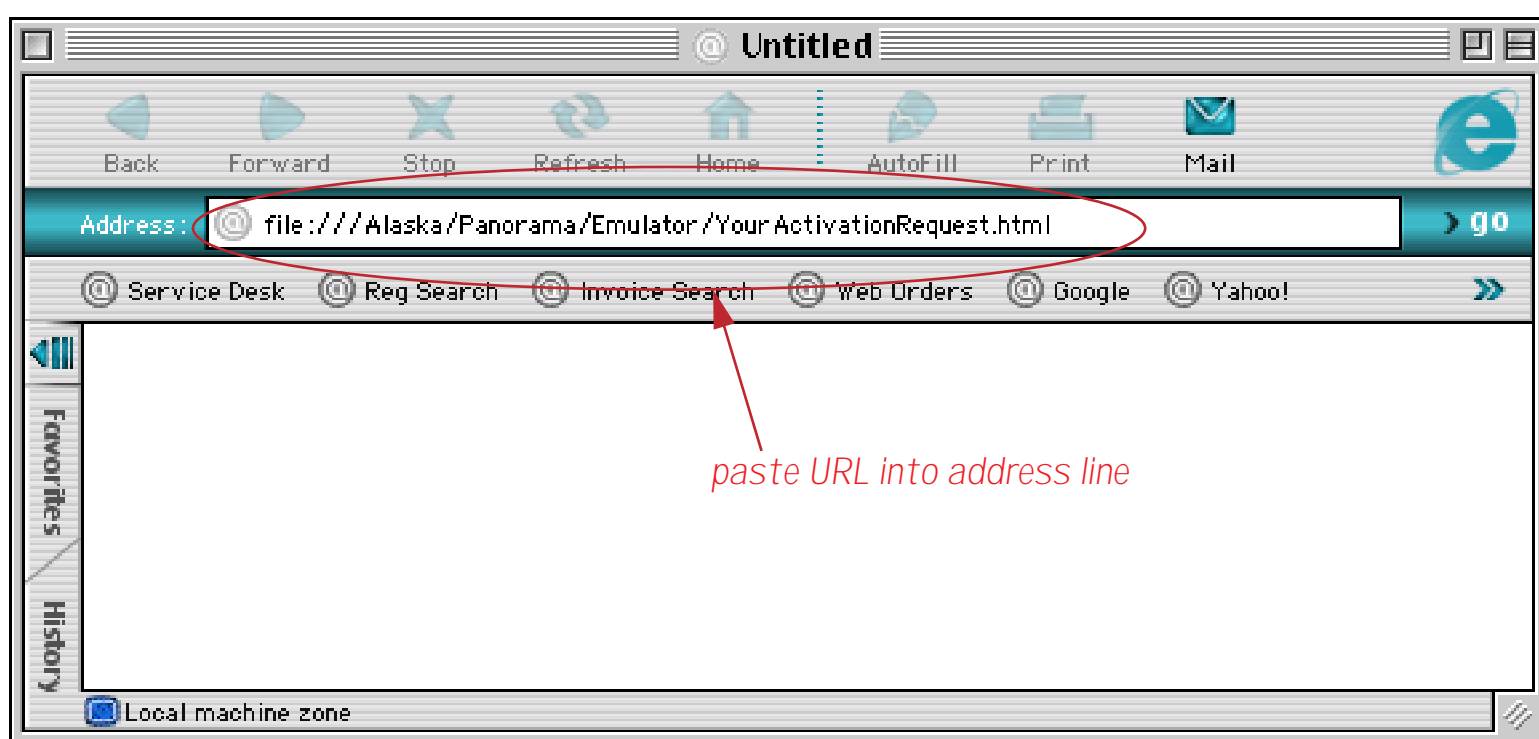 Untitled
Back Forward Stop Refresh Home AutoFill Print Mail
Address: file:///Alaska/Panorama/Emulator/YourActivationRequest.html go
Service Desk Reg Search Invoice Search Web Orders Google Yahoo!
paste URL into address line
Favorites
History
Local machine zone